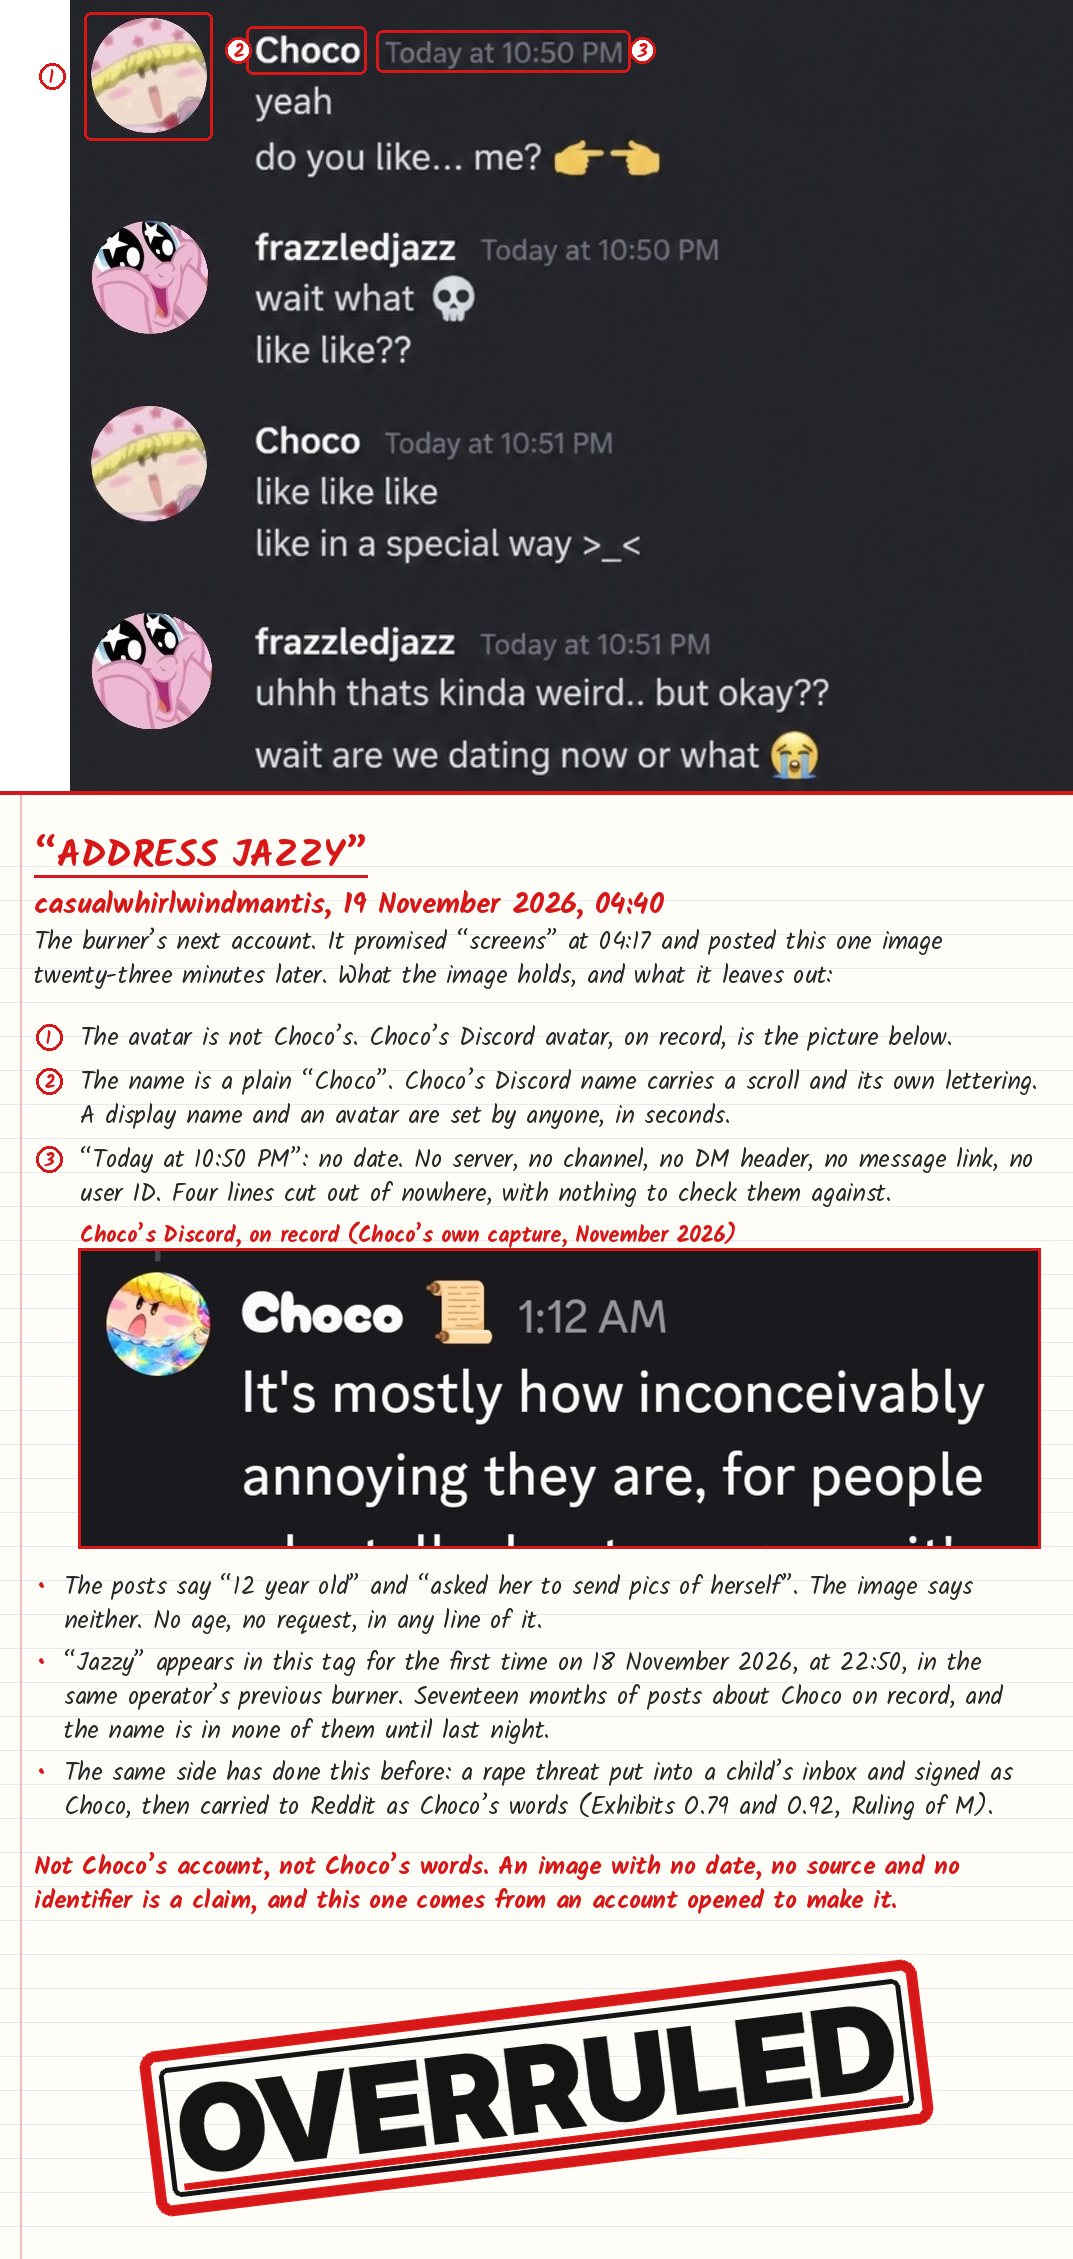 1
2 Choco Today at 10:50 PM 3
yeah
do you like... me? 👉👈
frazzledjazz Today at 10:50 PM
wait what 💀
like like??
Choco Today at 10:51 PM
like like like
like in a special way >_<
frazzledjazz Today at 10:51 PM
uhhh thats kinda weird.. but okay??
wait are we dating now or what 😭
“ADDRESS JAZZY”
casualwhirlwindmantis, 19 November 2026, 04:40
The burner’s next account. It promised “screens” at 04:17 and posted this one image
twenty-three minutes later. What the image holds, and what it leaves out:
1 The avatar is not Choco’s. Choco’s Discord avatar, on record, is the picture below.
2 The name is a plain “Choco”. Choco’s Discord name carries a scroll and its own lettering.
A display name and an avatar are set by anyone, in seconds.
3 “Today at 10:50 PM”: no date. No server, no channel, no DM header, no message link, no
user ID. Four lines cut out of nowhere, with nothing to check them against.
Choco’s Discord, on record (Choco’s own capture, November 2026)
Choco 📜 1:12 AM
It's mostly how inconceivably
annoying they are, for people
• The posts say “12 year old” and “asked her to send pics of herself”. The image says
neither. No age, no request, in any line of it.
• “Jazzy” appears in this tag for the first time on 18 November 2026, at 22:50, in the
same operator’s previous burner. Seventeen months of posts about Choco on record, and
the name is in none of them until last night.
• The same side has done this before: a rape threat put into a child’s inbox and signed as
Choco, then carried to Reddit as Choco’s words (Exhibits O.79 and O.92, Ruling of M).
Not Choco’s account, not Choco’s words. An image with no date, no source and no
identifier is a claim, and this one comes from an account opened to make it.
OVERRULED